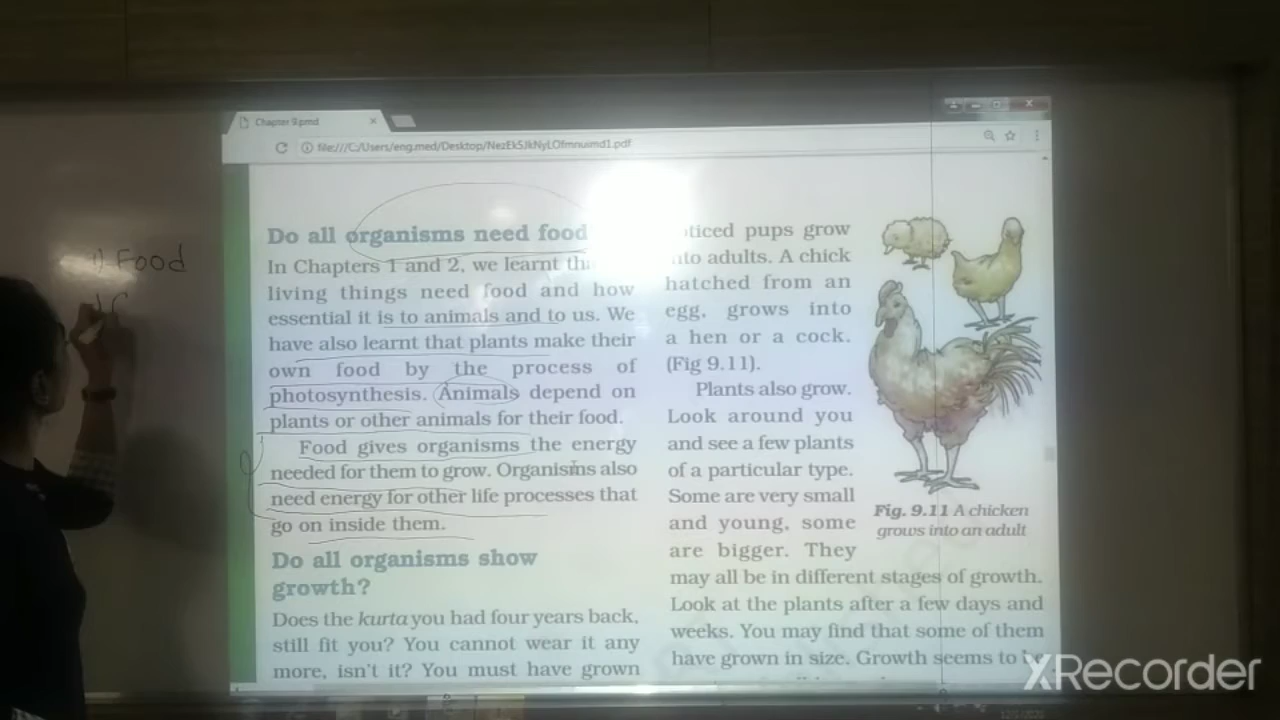 Chapter 9.pmd
file:///C:/Users/eng.med/Desktop/NezEk5JkNyLOfmnuimd1.pdf
1) Food
Do all organisms need food
In Chapters 1 and 2, we learnt
living things need food and how
essential it is to animals and to us. We
have also learnt that plants make their
own food by the process of
photosynthesis. Animals depend on
plants or other animals for their food.
Food gives organisms the energy
needed for them to grow. Organisms also
need energy for other life processes that
go on inside them.
Do all organisms show
growth?
Does the kurta you had four years back,
still fit you? You cannot wear it any
more, isn't it? You must have grown
pups grow
adults. A chick
hatched from an
egg, grows into
a hen or a cock.
(Fig 9.11).
Plants also grow.
Look around you
and see a few plants
of a particular type.
Some are very small
and young, some
are bigger. They
may all be in different stages of growth.
Look at the plants after a few days and
weeks. You may find that some of them
have grown in size. Growth seems to
Fig. 9.11 A chicken
grows into an adult
XRecorder